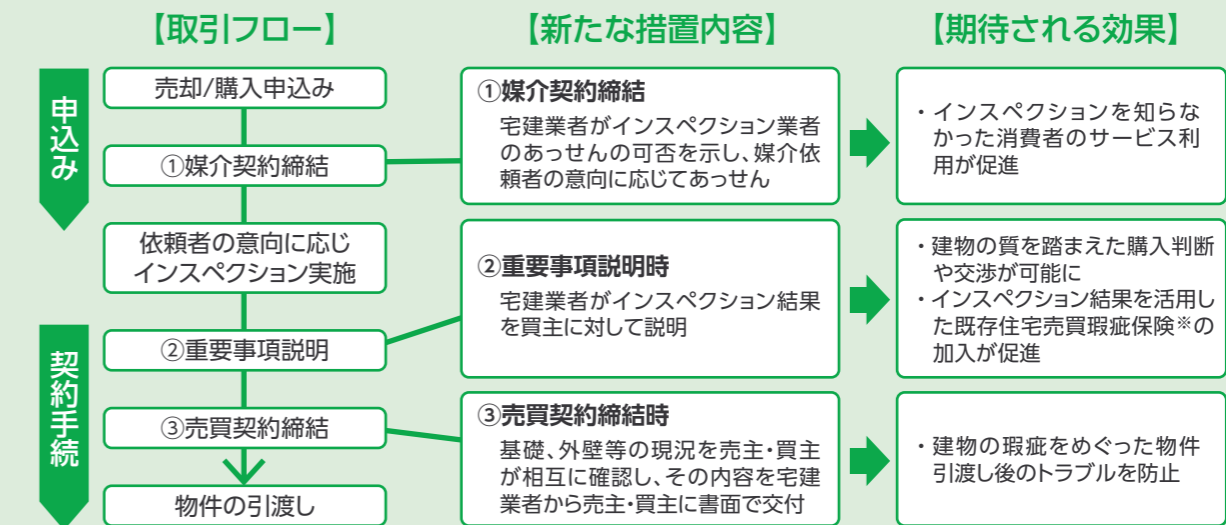 【取引フロー】
【新たな措置内容】
【期待される効果】
申込み
売却/購入申込み
①媒介契約締結
依頼者の意向に応じ
インスペクション実施
契約手続
②重要事項説明
③売買契約締結
物件の引渡し
①媒介契約締結
宅建業者がインスペクション業者
のあっせんの可否を示し、媒介依
頼者の意向に応じてあっせん
②重要事項説明時
宅建業者がインスペクション結果
を買主に対して説明
③売買契約締結時
基礎、外壁等の現況を売主・買主
が相互に確認し、その内容を宅建
業者から売主・買主に書面で交付
・インスペクションを知らな
かった消費者のサービス利
用が促進
・建物の質を踏まえた購入判断
や交渉が可能に
・インスペクション結果を活用し
た既存住宅売買瑕疵保険※の
加入が促進
・建物の瑕疵をめぐった物件
引渡し後のトラブルを防止